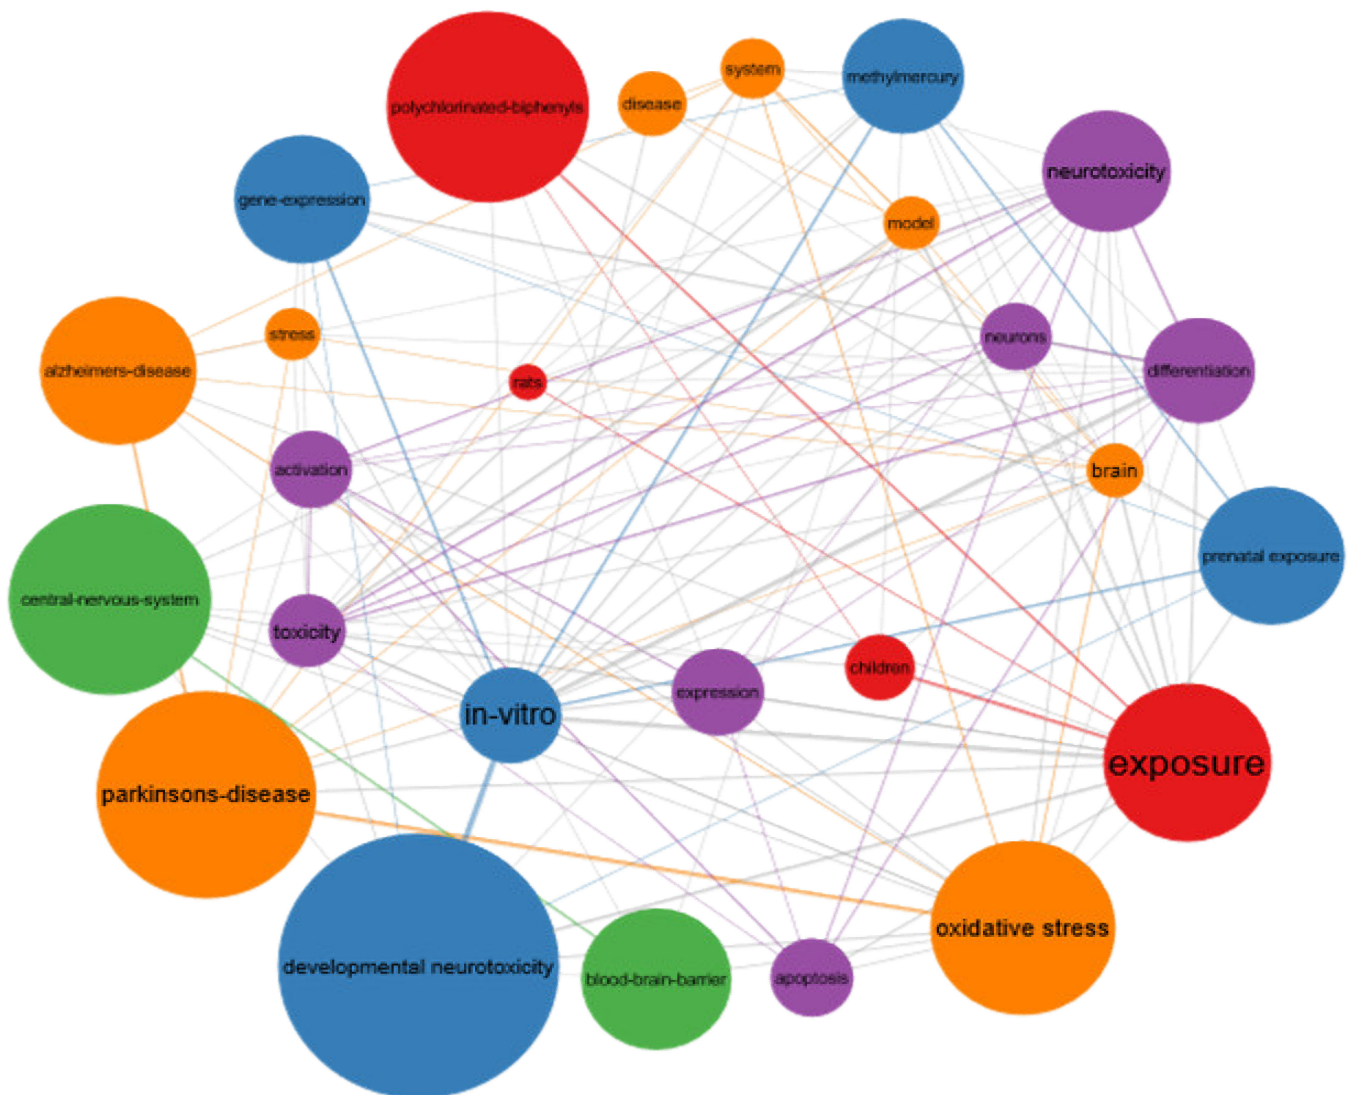 system
methylmercury
disease
polychlorinated-biphenyls
neurotoxicity
gene-expression
model
stress
neurons
alzheimers-disease
differentiation
rats
activation
brain
prenatal exposure
central-nervous-system
toxicity
children
expression
in-vitro
exposure
parkinsons-disease
oxidative stress
developmental neurotoxicity
blood-brain-barrier
apoptosis